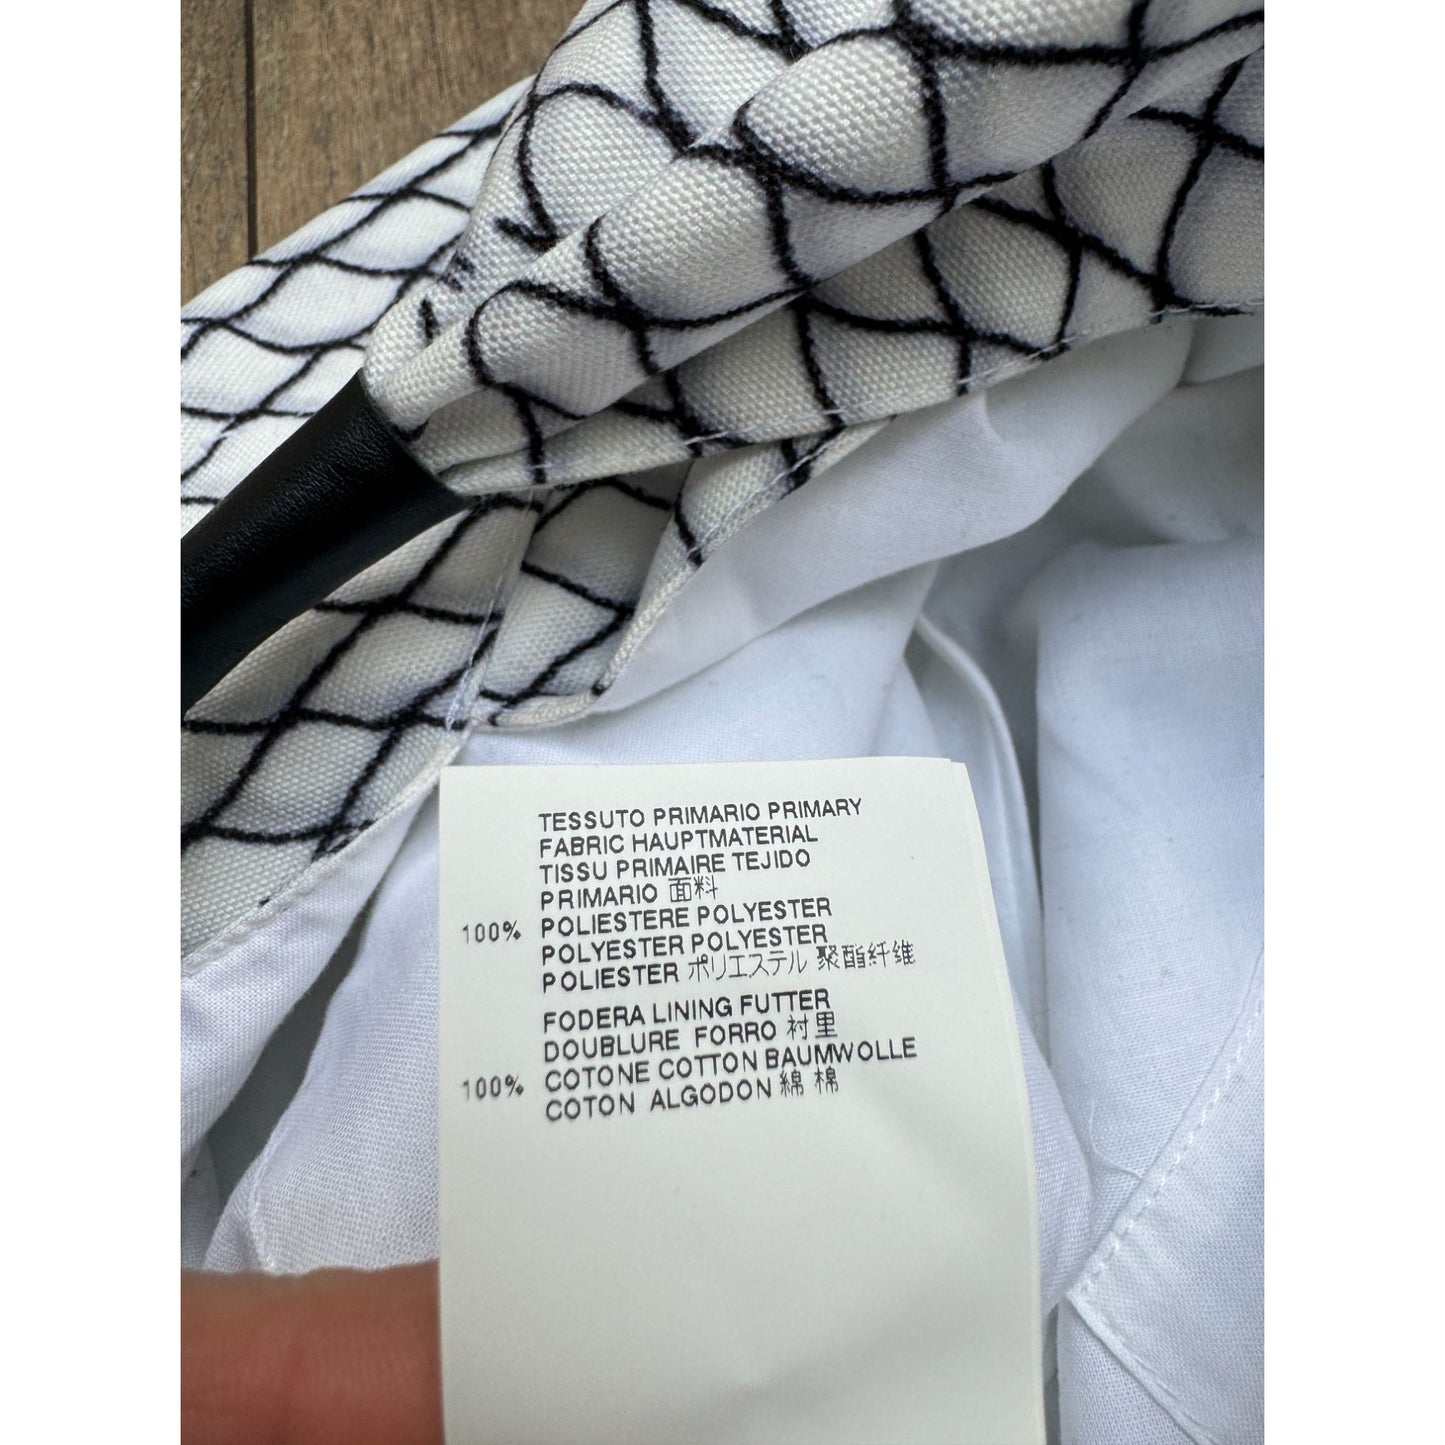 TESSUTO PRIMARIO PRIMARY
FABRIC HAUPTMATERIAL
TISSU PRIMAIRE TEJIDO
PRIMARIO 面料
100% POLIESTERE POLYESTER
POLYESTER POLYESTER
POLIESTER ポリエステル 聚酯纤维
FODERA LINING FUTTER
DOUBLURE FORRO 衬里
100% COTONE COTTON BAUMWOLLE
COTON ALGODON 綿 棉